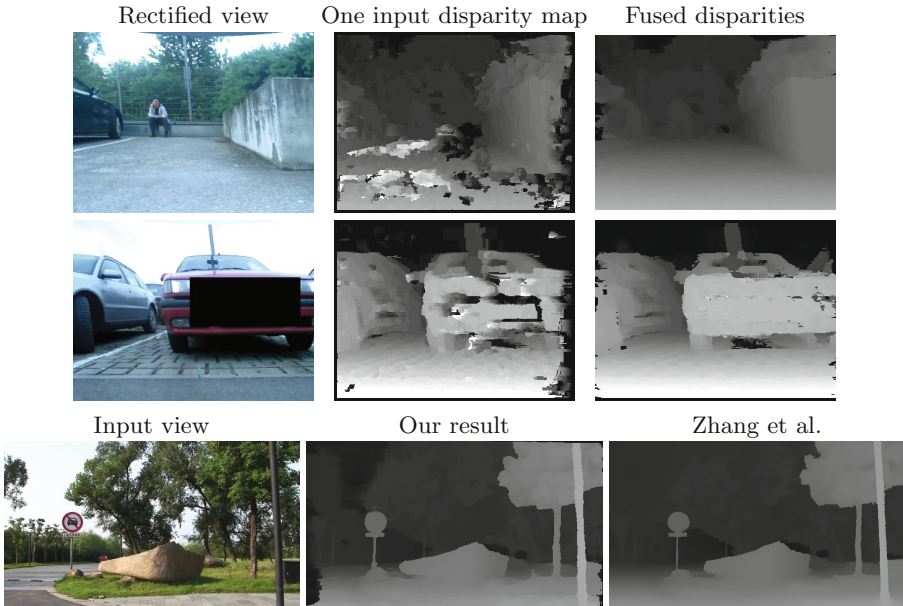 Rectified view
One input disparity map
Fused disparities
Input view
Our result
Zhang et al.